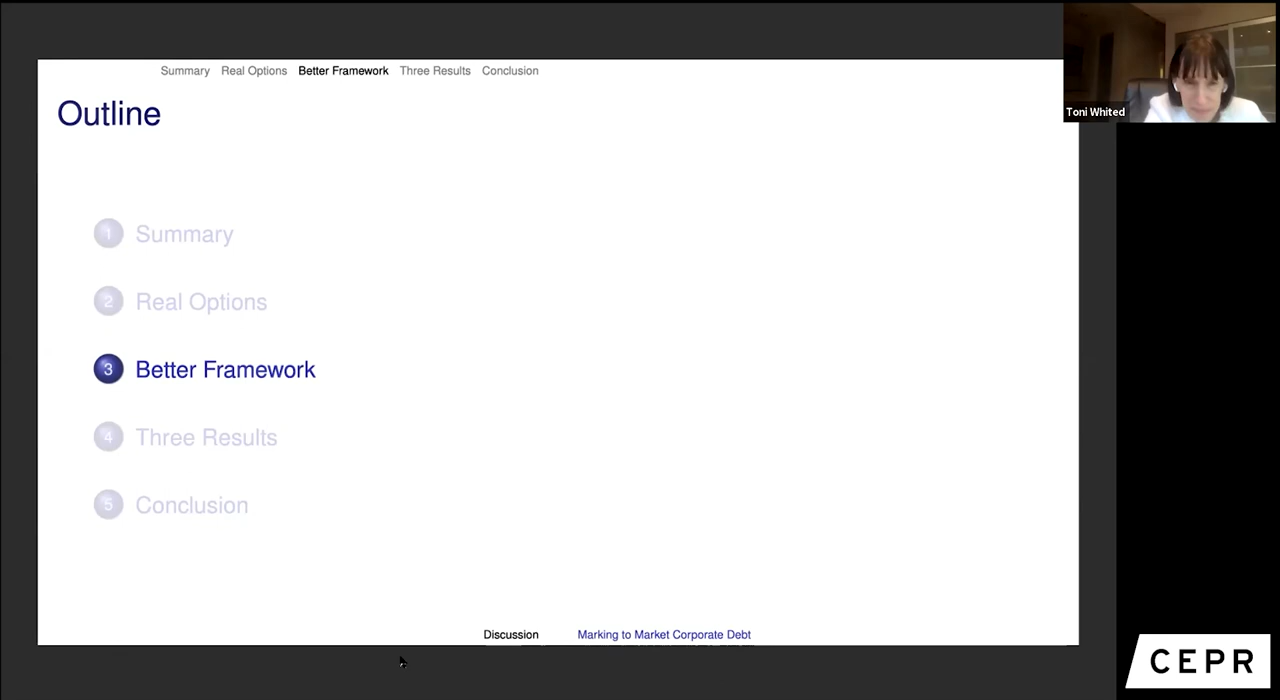 Summary Real Options Better Framework Three Results Conclusion
Outline
Toni Whited
1 Summary
2 Real Options
3 Better Framework
4 Three Results
5 Conclusion
Discussion Marking to Market Corporate Debt
CEPR